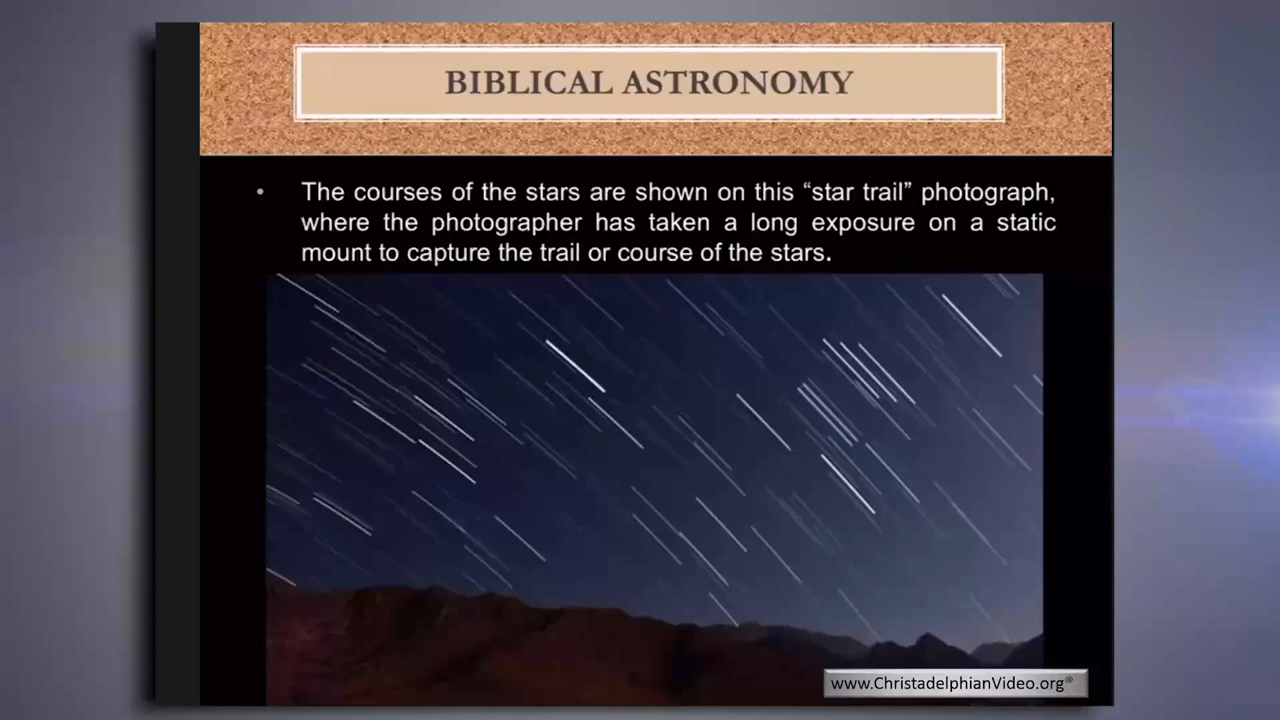 BIBLICAL ASTRONOMY
• The courses of the stars are shown on this “star trail” photograph,
where the photographer has taken a long exposure on a static
mount to capture the trail or course of the stars.
www.ChristadelphianVideo.org®